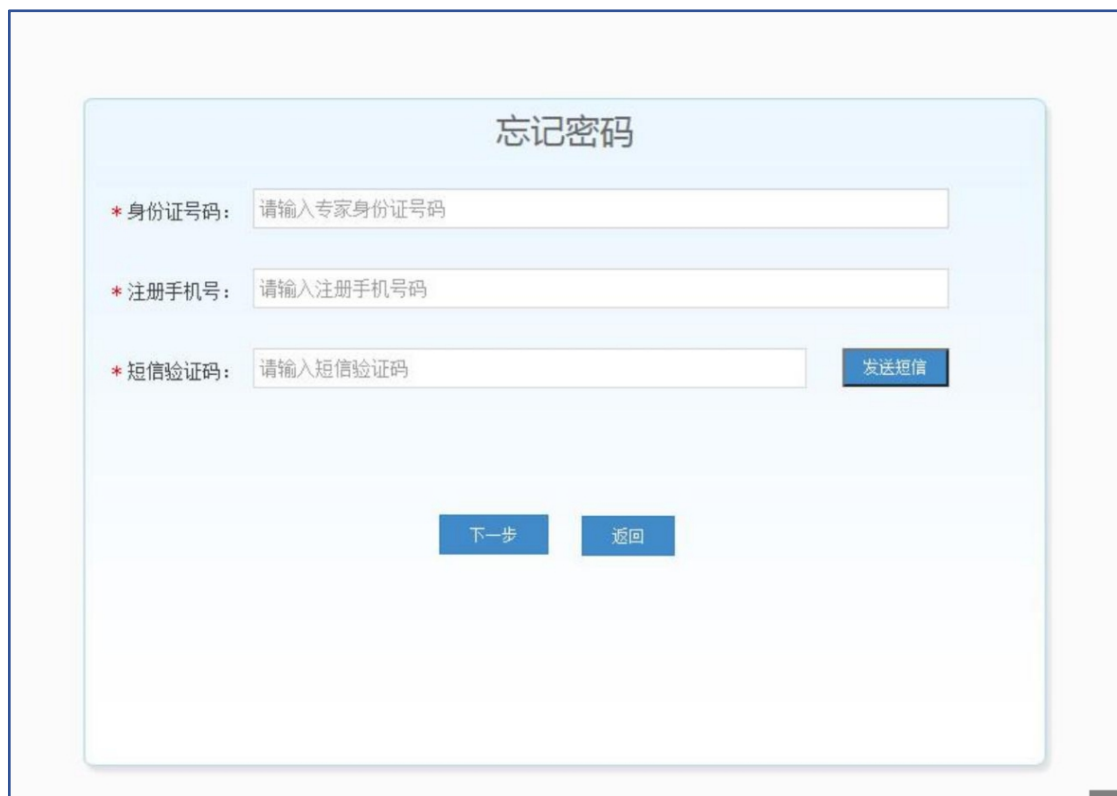 忘记密码
* 身份证号码： 请输入专家身份证号码
* 注册手机号： 请输入注册手机号码
* 短信验证码： 请输入短信验证码 发送短信
下一步 返回